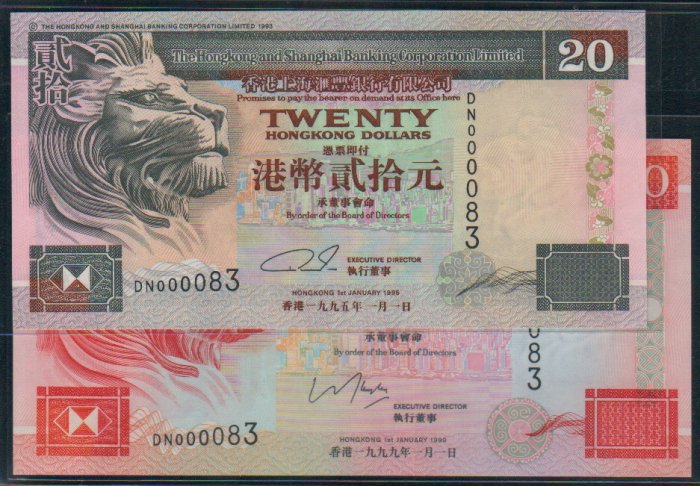 © THE HONGKONG AND SHANGHAI BANKING CORPORATION LIMITED 1993
貳拾
The Hongkong and Shanghai Banking Corporation Limited
20
香港上海滙豐銀行有限公司
Promises to pay the bearer on demand at its Office here
TWENTY
HONGKONG DOLLARS
憑票即付
港幣貳拾元
承董事會命
By order of the Board of Directors
DN000083
EXECUTIVE DIRECTOR
執行董事
DN000083
HONGKONG 1st JANUARY 1995
香港一九九五年一月一日
0
承董事會命
By order of the Board of Directors
083
EXECUTIVE DIRECTOR
執行董事
DN000083
HONGKONG 1st JANUARY 1999
香港一九九九年一月一日